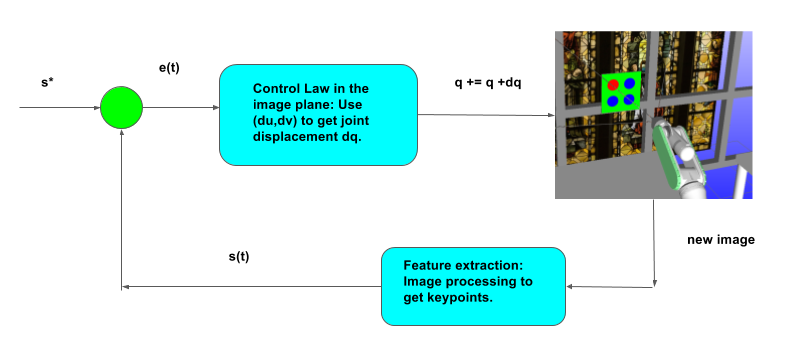 s*
e(t)
Control Law in the
image plane: Use
(du,dv) to get joint
displacement dq.
q += q +dq
new image
s(t)
Feature extraction:
Image processing to
get keypoints.